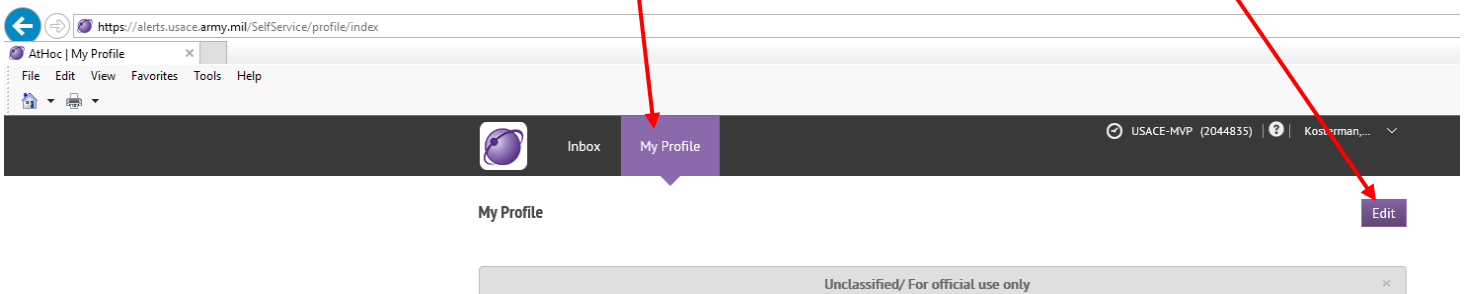 https://alerts.usace.army.mil/SelfService/profile/index
AtHoc | My Profile ×
File Edit View Favorites Tools Help
Inbox My Profile USACE-MVP (2044835) | ? | Kosterman,...
My Profile Edit
Unclassified/ For official use only ×